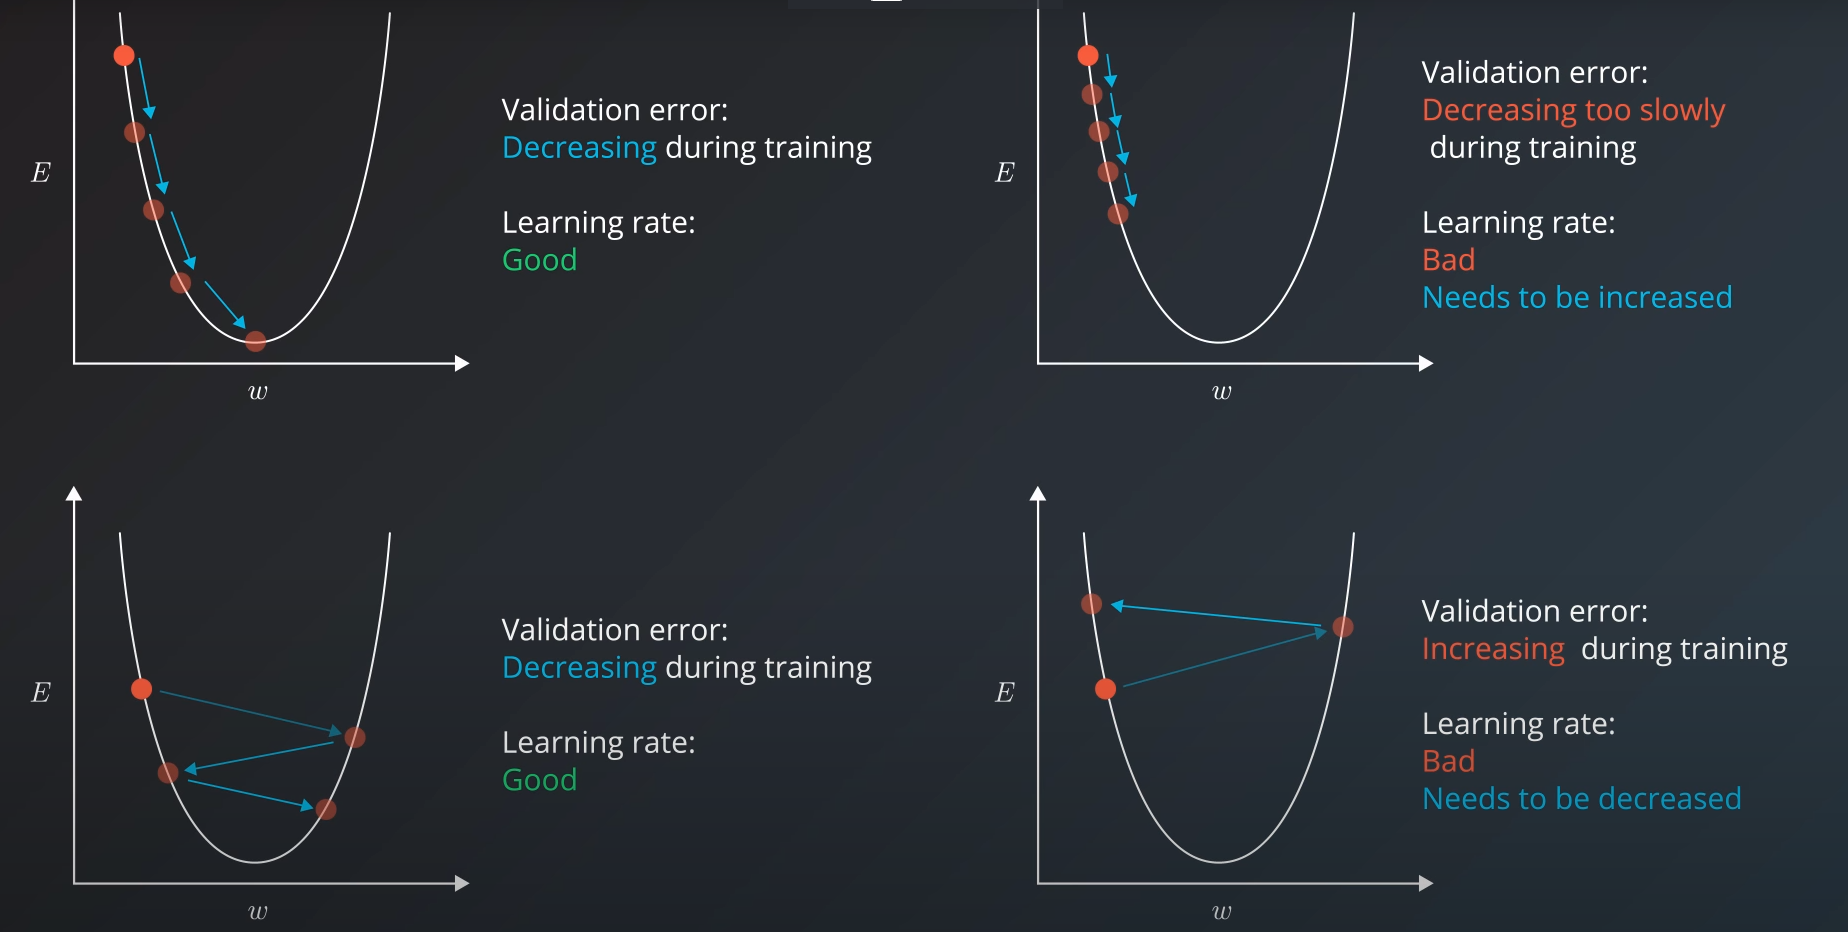 E
w
Validation error:
Decreasing during training
Learning rate:
Good
E
w
Validation error:
Decreasing too slowly
during training
Learning rate:
Bad
Needs to be increased
E
w
Validation error:
Decreasing during training
Learning rate:
Good
E
w
Validation error:
Increasing during training
Learning rate:
Bad
Needs to be decreased